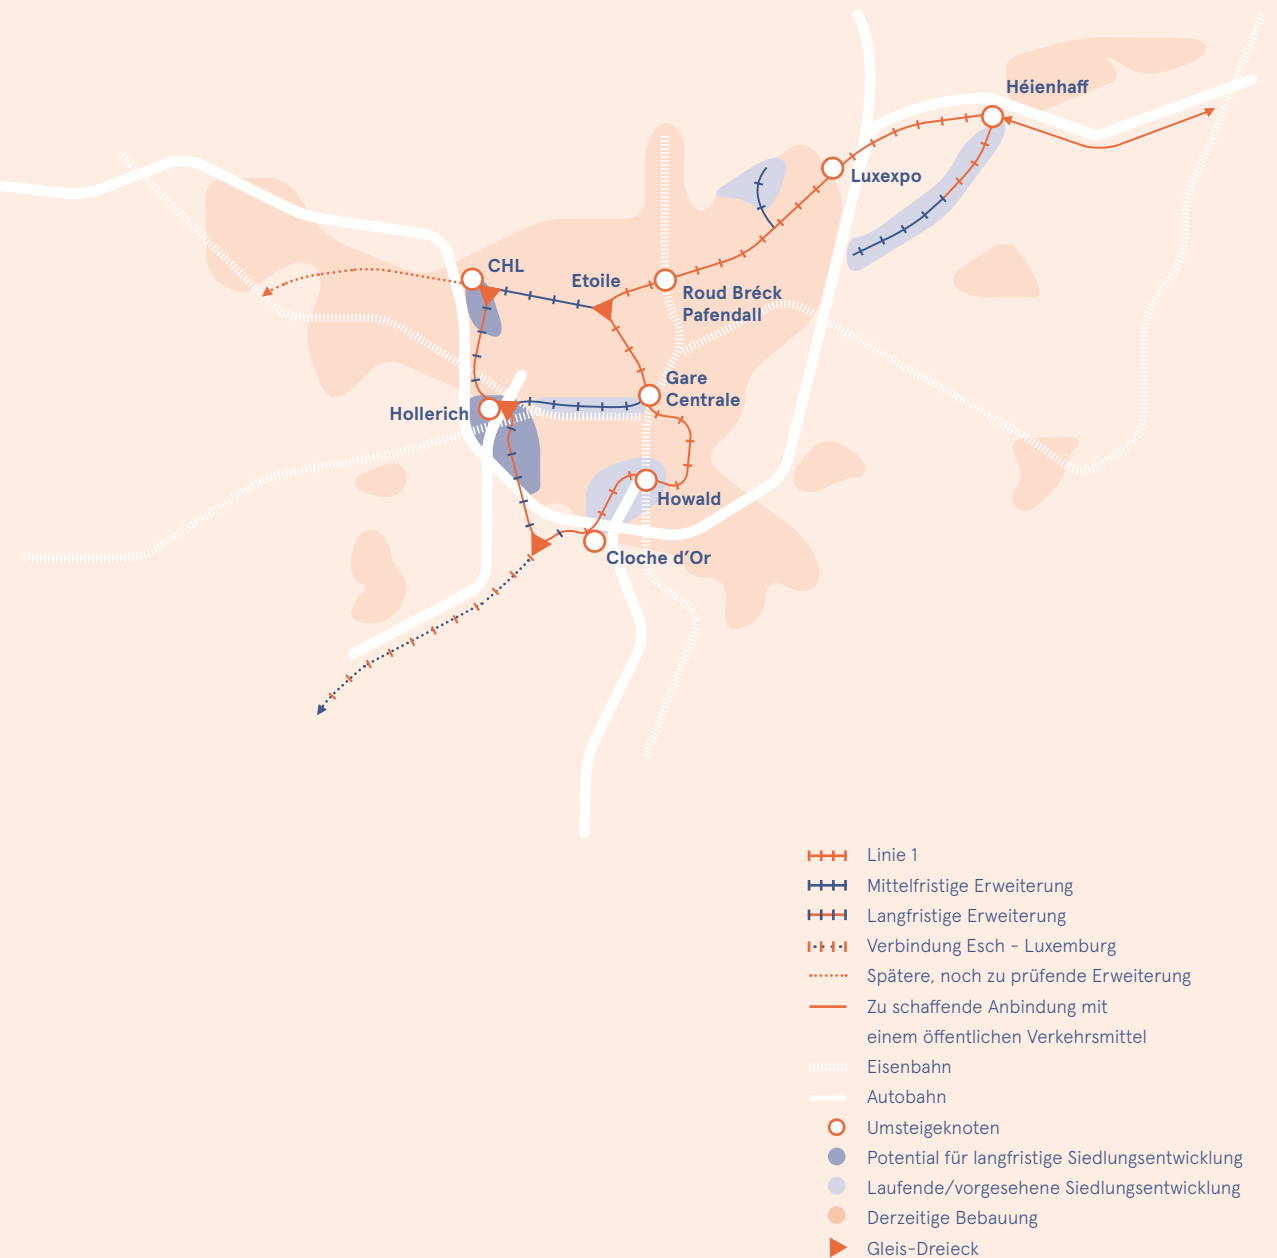 Héienhaff
Luxexpo
CHL
Etoile
Roud Bréck
Pafendall
Gare
Centrale
Hollerich
Howald
Cloche d'Or
Linie 1
Mittelfristige Erweiterung
Langfristige Erweiterung
Verbindung Esch - Luxemburg
Spätere, noch zu prüfende Erweiterung
Zu schaffende Anbindung mit
einem öffentlichen Verkehrsmittel
Eisenbahn
Autobahn
Umsteigeknoten
Potential für langfristige Siedlungsentwicklung
Laufende/vorgesehene Siedlungsentwicklung
Derzeitige Bebauung
Gleis-Dreieck